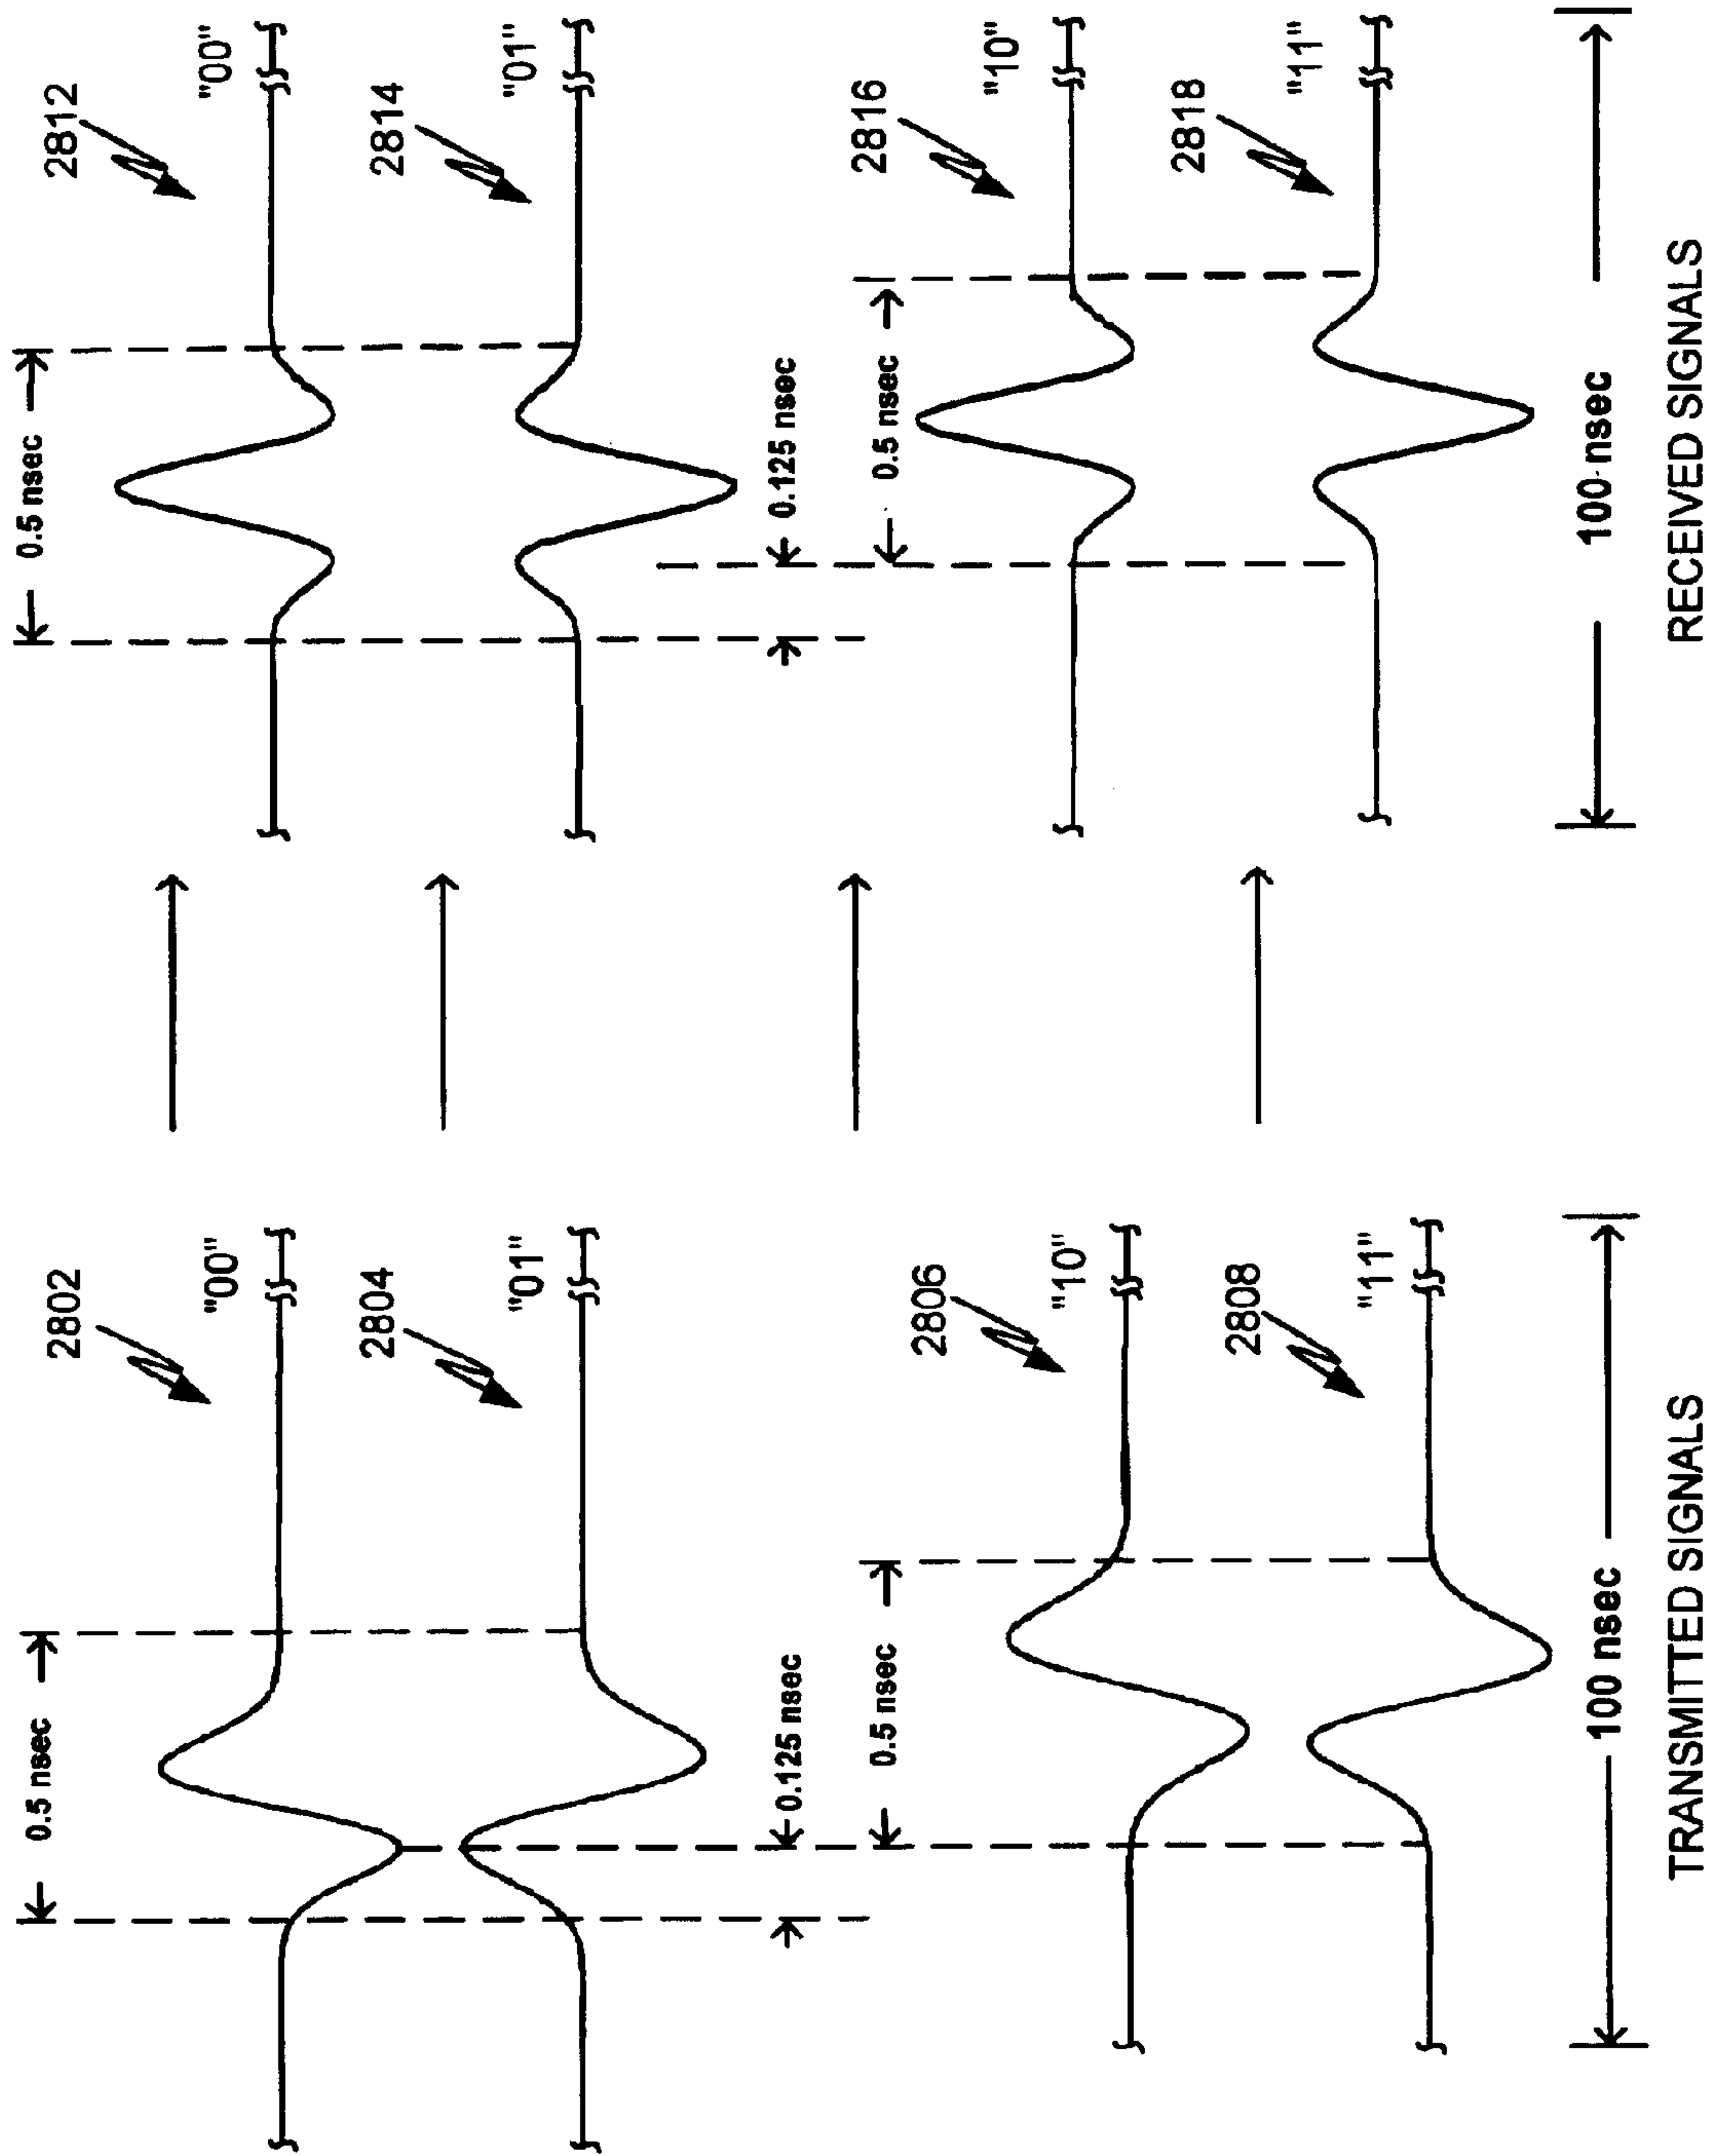 0.5 nsec
2802
"00"
2804
"01"
0.125 nsec
0.5 nsec
2806
"10"
2808
"11"
100 nsec
TRANSMITTED SIGNALS
0.5 nsec
2812
"00"
2814
"01"
0.125 nsec
0.5 nsec
2816
"10"
2818
"11"
100 nsec
RECEIVED SIGNALS